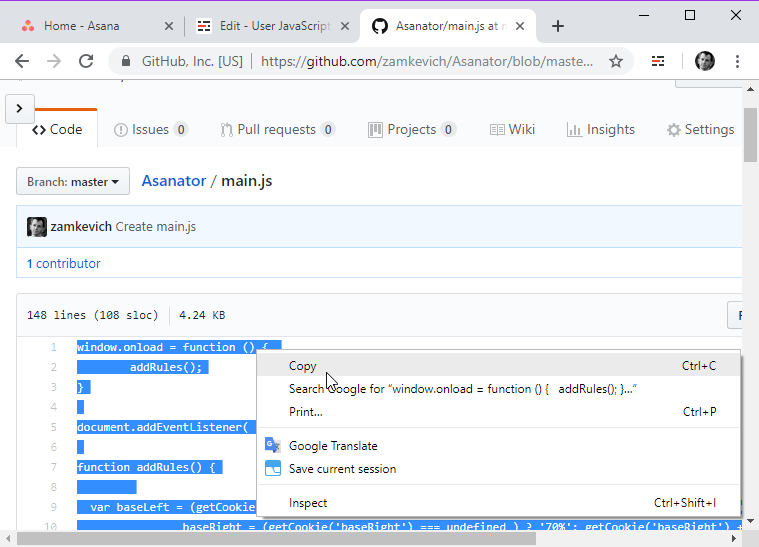 Home - Asana
Edit - User JavaScript
Asanator/main.js at
GitHub, Inc. [US] | https://github.com/zamkevich/Asanator/blob/maste...
Code
Issues 0
Pull requests 0
Projects 0
Wiki
Insights
Settings
Branch: master
Asanator / main.js
zamkevich Create main.js
1 contributor
148 lines (108 sloc) 4.24 KB
1 window.onload = function () {
2 addRules();
3 }
4
5 document.addEventListener(
6
7 function addRules() {
8
9 var baseLeft = (getCookie
10 baseRight = (getCookie('baseRight') === undefined ) ? '70%': getCookie('baseRight') +
Copy Ctrl+C
Search Google for “window.onload = function () { addRules(); }...”
Print... Ctrl+P
Google Translate
Save current session
Inspect Ctrl+Shift+I